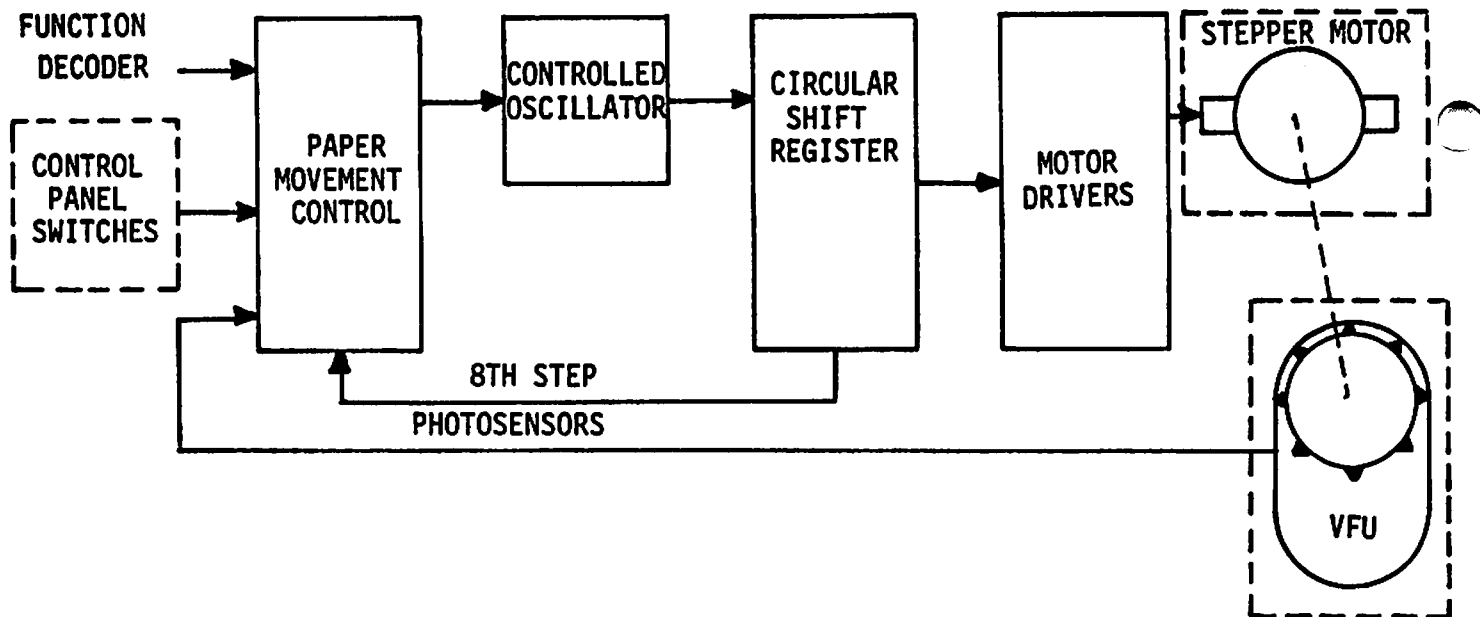 FUNCTION
DECODER
CONTROL
PANEL
SWITCHES
PAPER
MOVEMENT
CONTROL
CONTROLLED
OSCILLATOR
CIRCULAR
SHIFT
REGISTER
MOTOR
DRIVERS
STEPPER MOTOR
8TH STEP
PHOTOSENSORS
VFU